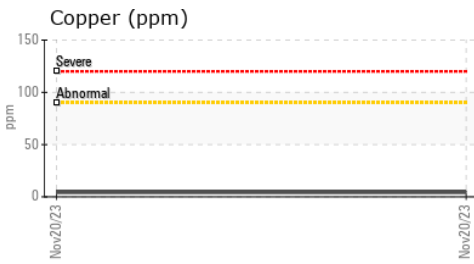 Copper (ppm)
150
Severe
100
Abnormal
ppm
50
0
Nov20/23
Nov20/23